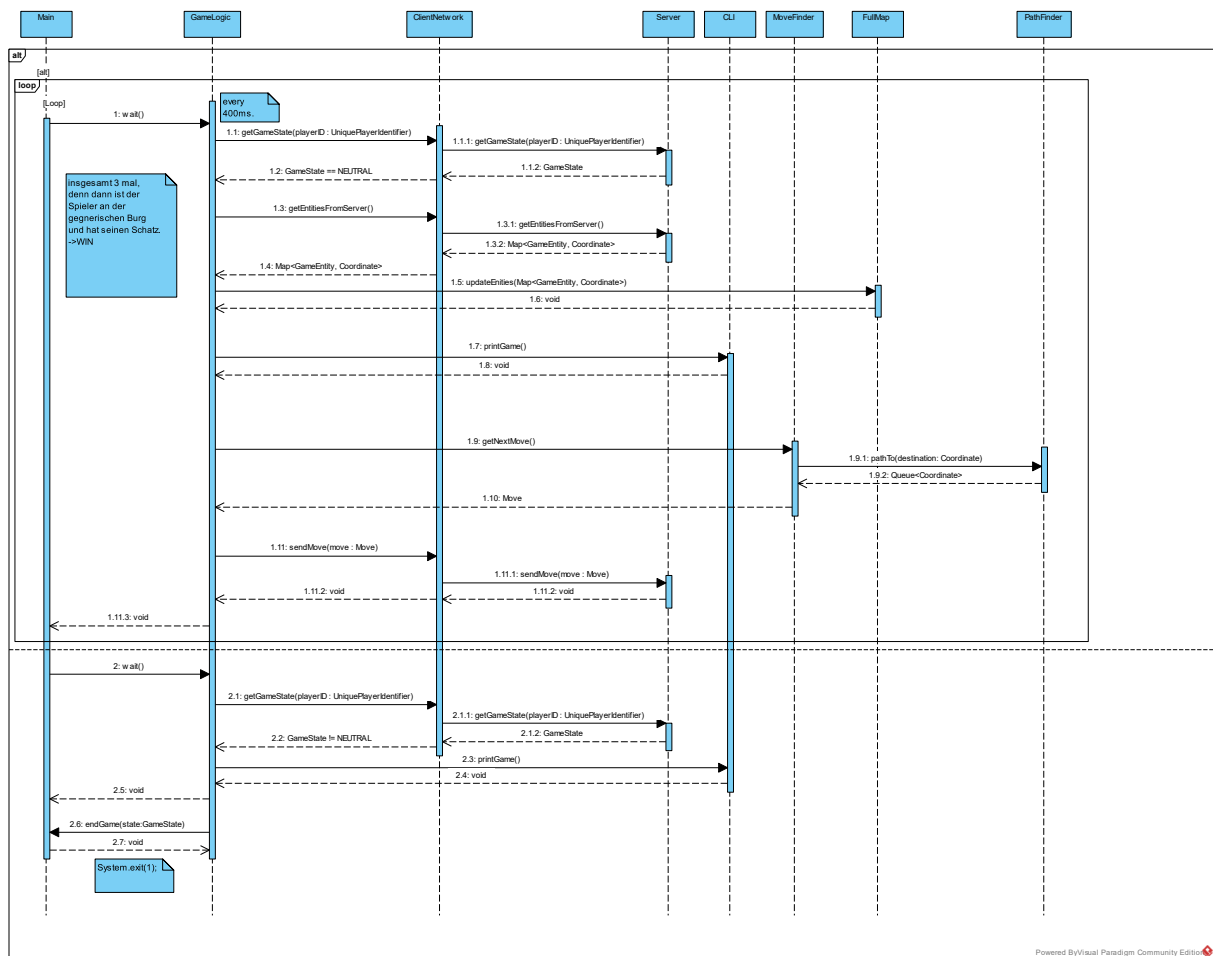 Main GameLogic ClientNetwork Server CLI MoveFinder FullMap PathFinder
alt
[alt]
loop
[Loop]
every
400ms.
1: wait()
1.1: getGameState(playerID : UniquePlayerIdentifier)
1.1.1: getGameState(playerID : UniquePlayerIdentifier)
1.1.2: GameState
1.2: GameState == NEUTRAL
insgesamt 3 mal,
denn dann ist der
Spieler an der
gegnerischen Burg
und hat seinen Schatz.
->WIN
1.3: getEntitiesFromServer()
1.3.1: getEntitiesFromServer()
1.3.2: Map<GameEntity, Coordinate>
1.4: Map<GameEntity, Coordinate>
1.5: updateEnities(Map<GameEntity, Coordinate>)
1.6: void
1.7: printGame()
1.8: void
1.9: getNextMove()
1.9.1: pathTo(destination: Coordinate)
1.9.2: Queue<Coordinate>
1.10: Move
1.11: sendMove(move : Move)
1.11.1: sendMove(move : Move)
1.11.2: void
1.11.2: void
1.11.3: void
2: wait()
2.1: getGameState(playerID : UniquePlayerIdentifier)
2.1.1: getGameState(playerID : UniquePlayerIdentifier)
2.1.2: GameState
2.2: GameState != NEUTRAL
2.3: printGame()
2.4: void
2.5: void
2.6: endGame(state:GameState)
2.7: void
System.exit(1);
Powered ByVisual Paradigm Community Edition